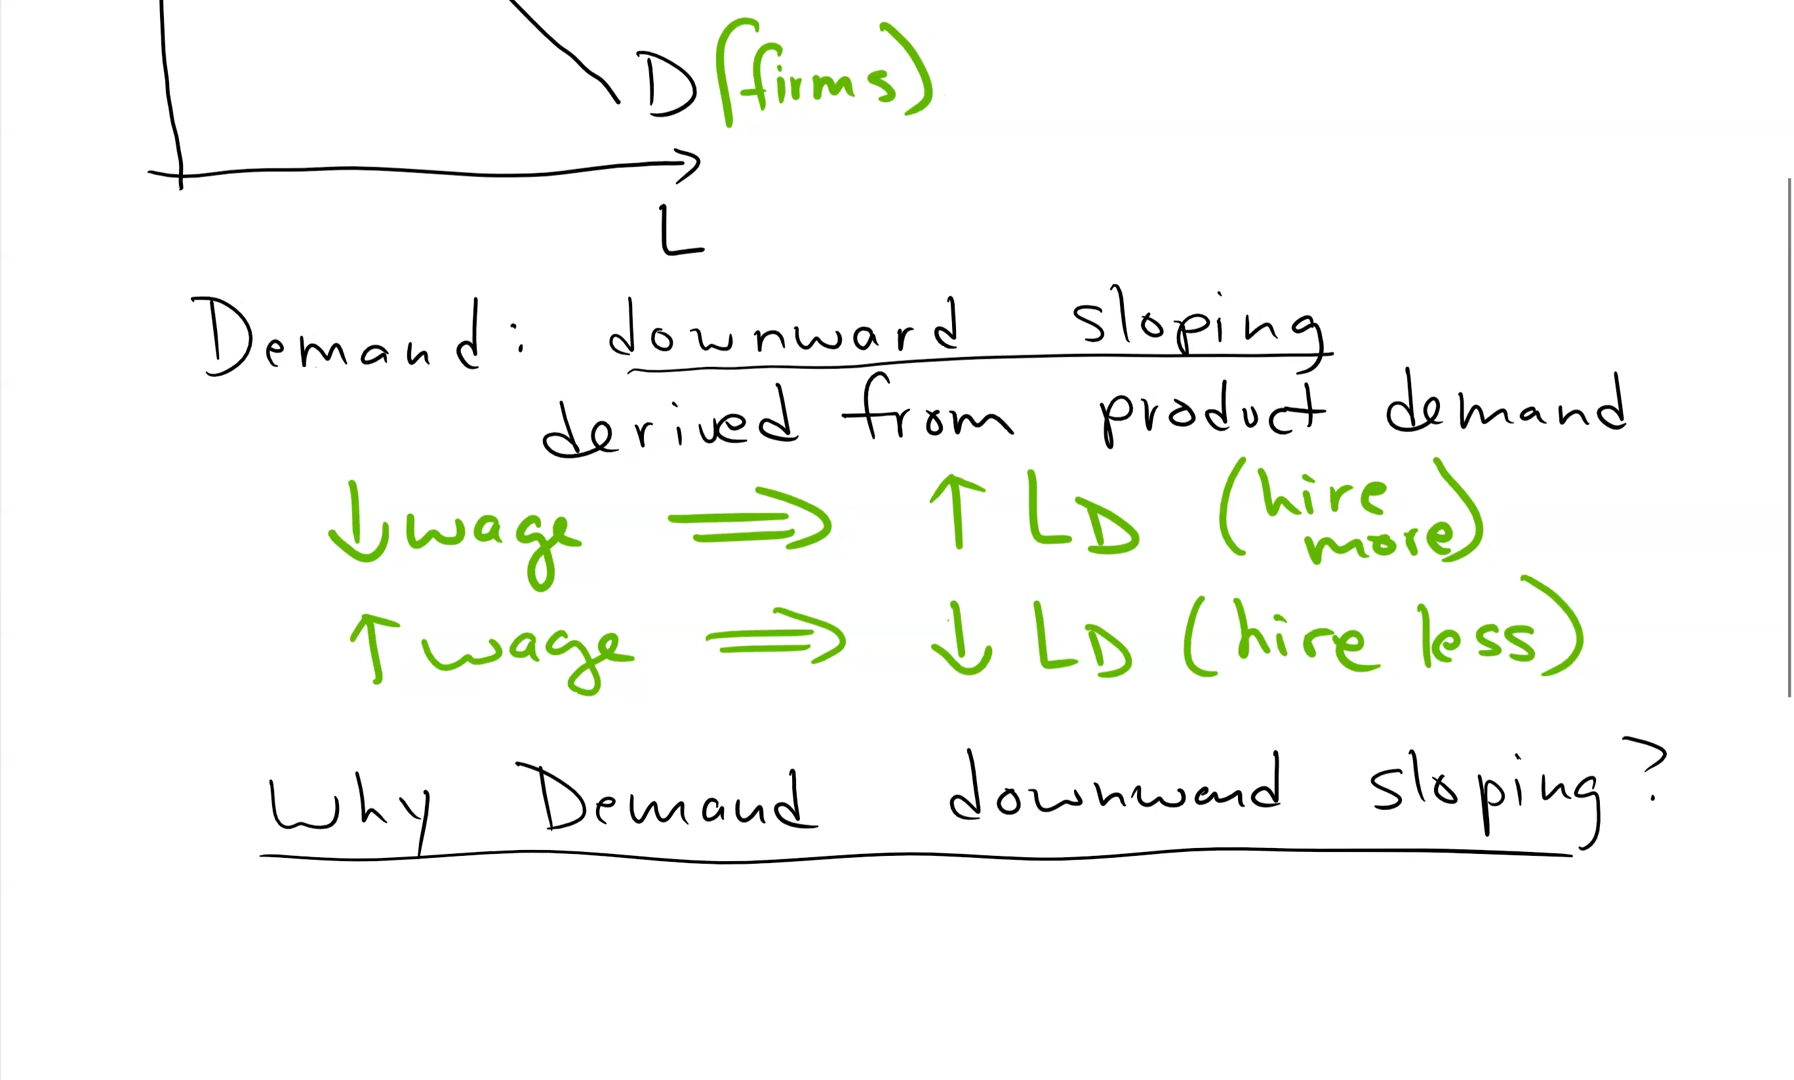 D (firms)
L
Demand: downward sloping
derived from product demand
↓ wage ⇒ ↑ LD (hire more)
↑ wage ⇒ ↓ LD (hire less)
Why Demand downward sloping?